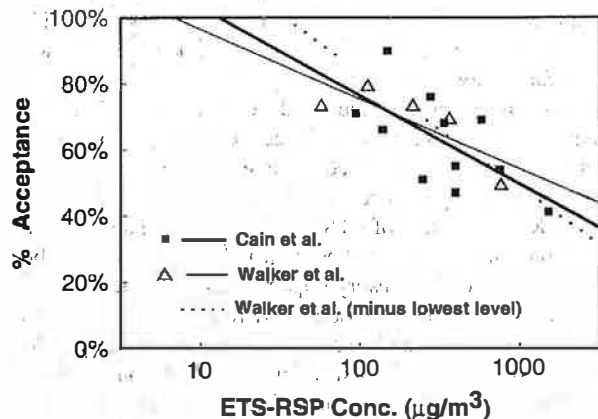 100%
80%
60%
40%
20%
0%
% Acceptance
Cain et al.
Walker et al.
Walker et al. (minus lowest level)
10 100 1000
ETS-RSP Conc. (μg/m³)